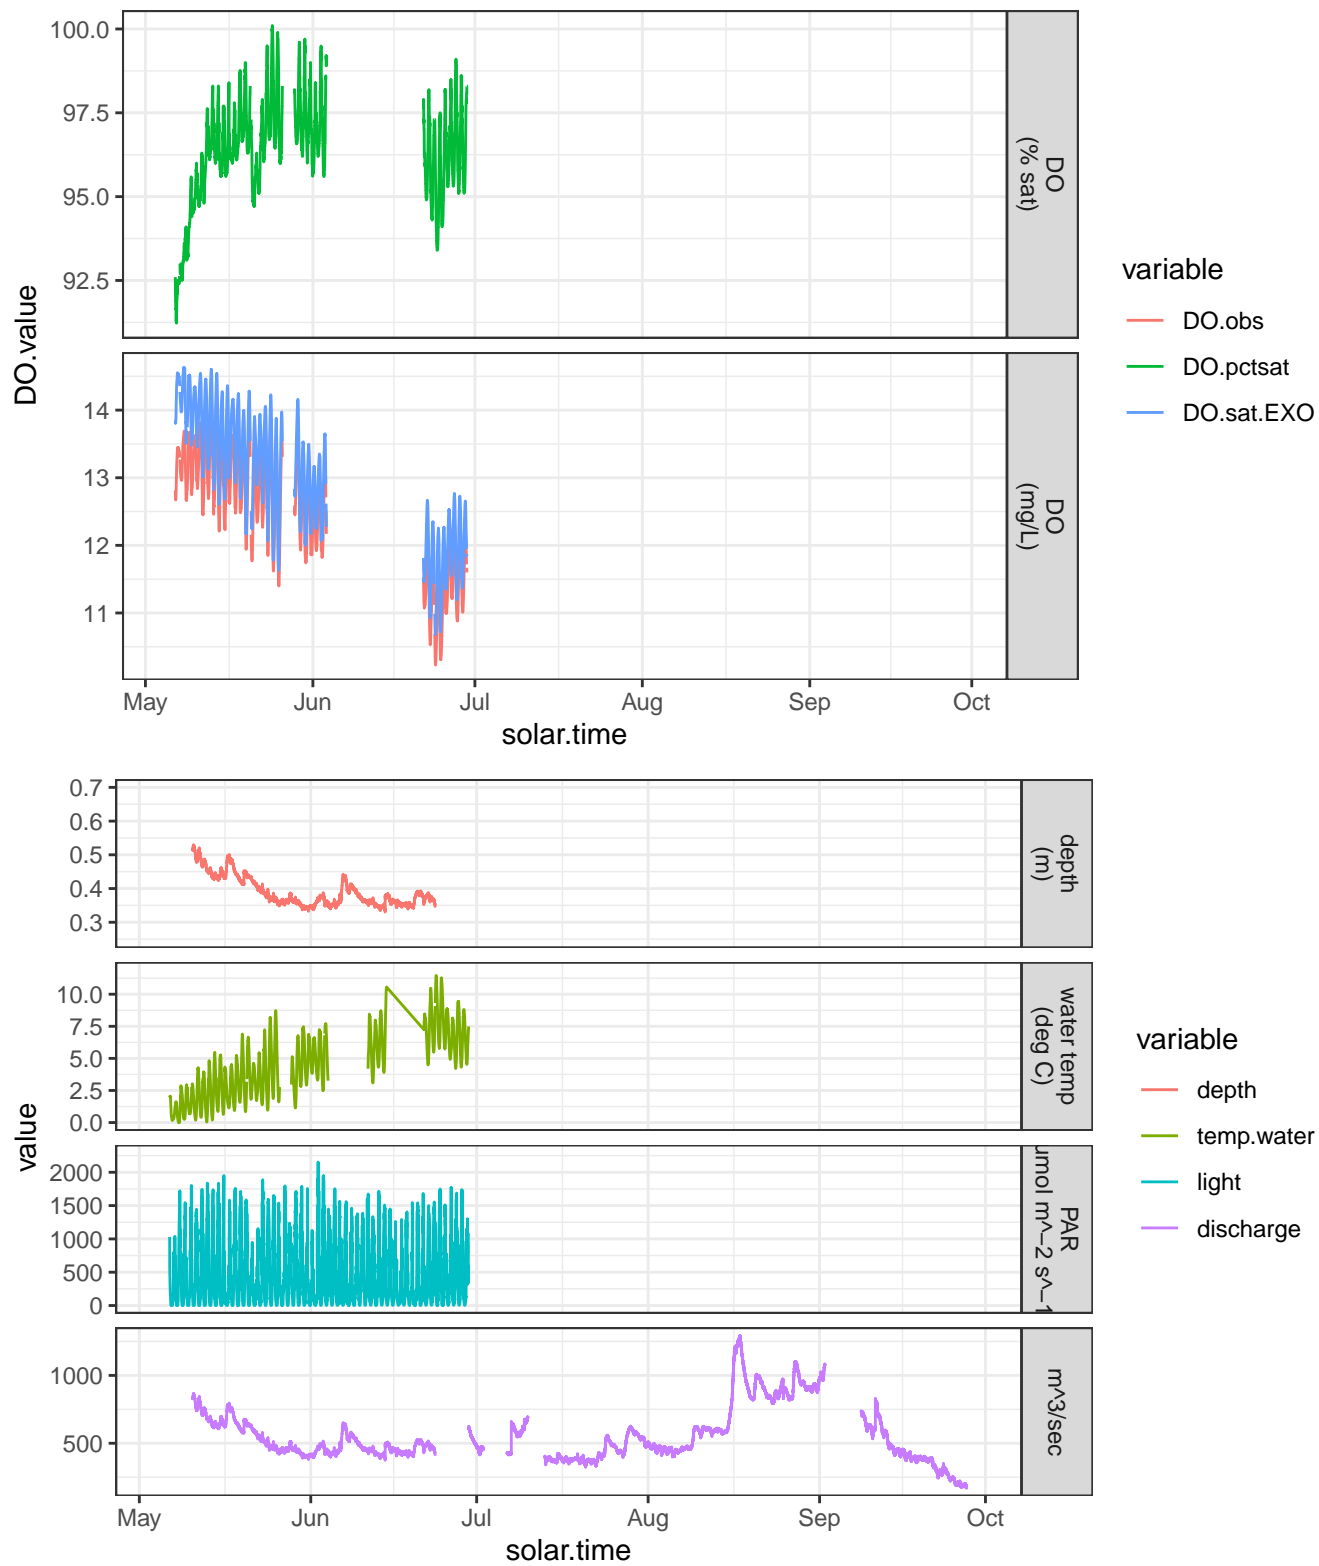 DO.value
100.0
97.5
95.0
92.5
DO
(% sat)
14
13
12
11
DO
(mg/L)
May Jun Jul Aug Sep Oct
solar.time
variable
DO.obs
DO.pctsat
DO.sat.EXO
value
0.7
0.6
0.5
0.4
0.3
depth
(m)
10.0
7.5
5.0
2.5
0.0
water temp
(deg C)
2000
1500
1000
500
0
PAR
µmol m^−2 s^−1
1000
500
m^3/sec
May Jun Jul Aug Sep Oct
solar.time
variable
depth
temp.water
light
discharge